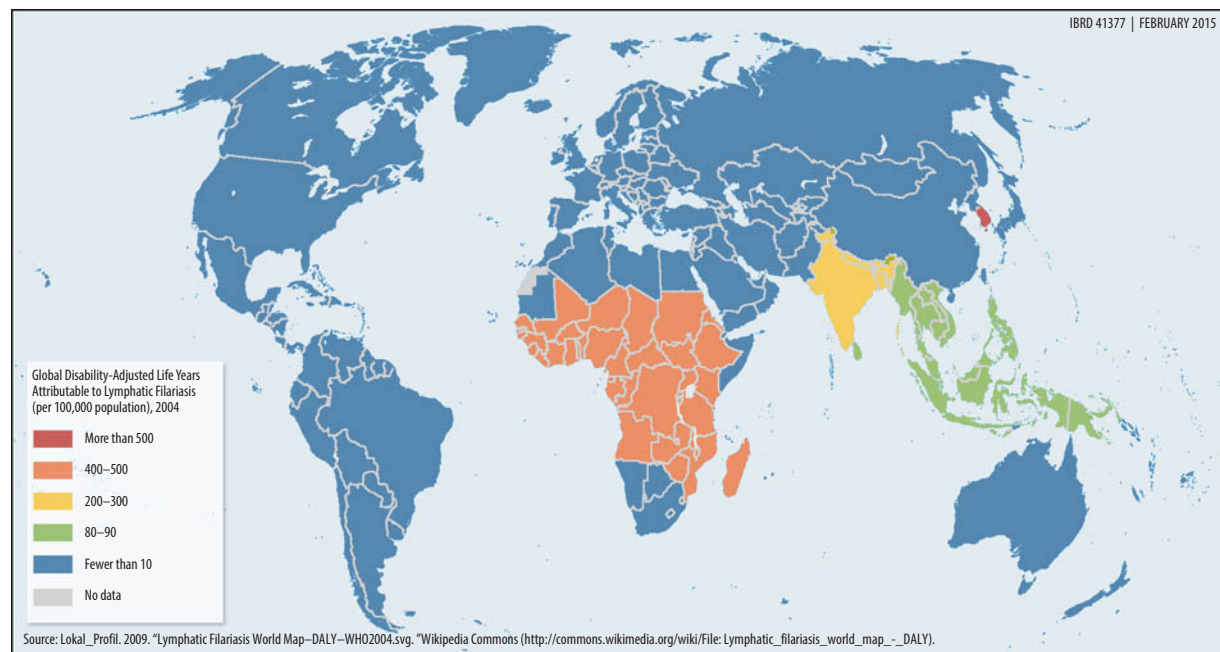 IBRD 41377 | FEBRUARY 2015
Global Disability-Adjusted Life Years
Attributable to Lymphatic Filariasis
(per 100,000 population), 2004
More than 500
400–500
200–300
80–90
Fewer than 10
No data
Source: Lokal_Profil. 2009. “Lymphatic Filariasis World Map–DALY–WHO2004.svg. ”Wikipedia Commons (http://commons.wikimedia.org/wiki/File: Lymphatic_filariasis_world_map_-_DALY).